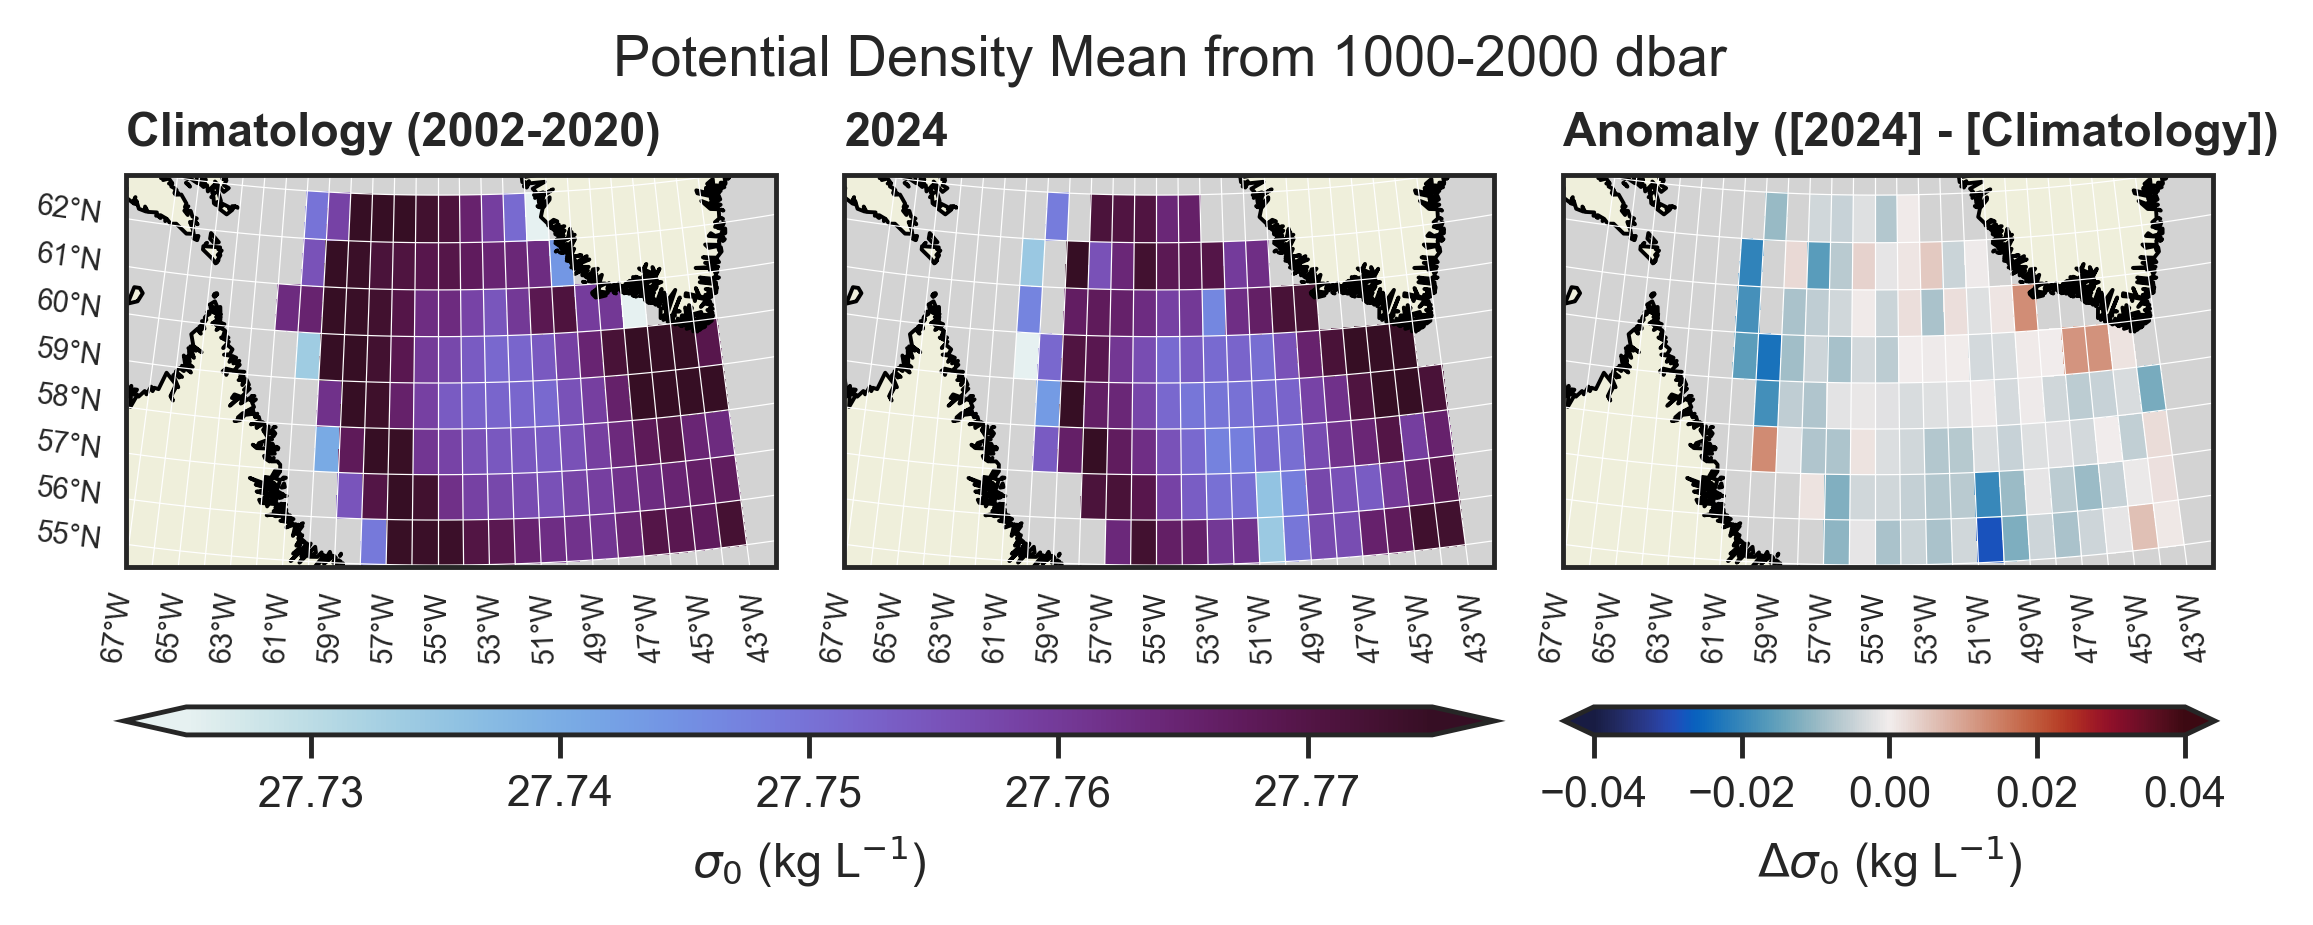 Potential Density Mean from 1000-2000 dbar
Climatology (2002-2020)
2024
Anomaly ([2024] - [Climatology])
62°N
61°N
60°N
59°N
58°N
57°N
56°N
55°N
67°W 65°W 63°W 61°W 59°W 57°W 55°W 53°W 51°W 49°W 47°W 45°W 43°W
67°W 65°W 63°W 61°W 59°W 57°W 55°W 53°W 51°W 49°W 47°W 45°W 43°W
67°W 65°W 63°W 61°W 59°W 57°W 55°W 53°W 51°W 49°W 47°W 45°W 43°W
27.73 27.74 27.75 27.76 27.77
σ₀ (kg L⁻¹)
−0.04 −0.02 0.00 0.02 0.04
Δσ₀ (kg L⁻¹)